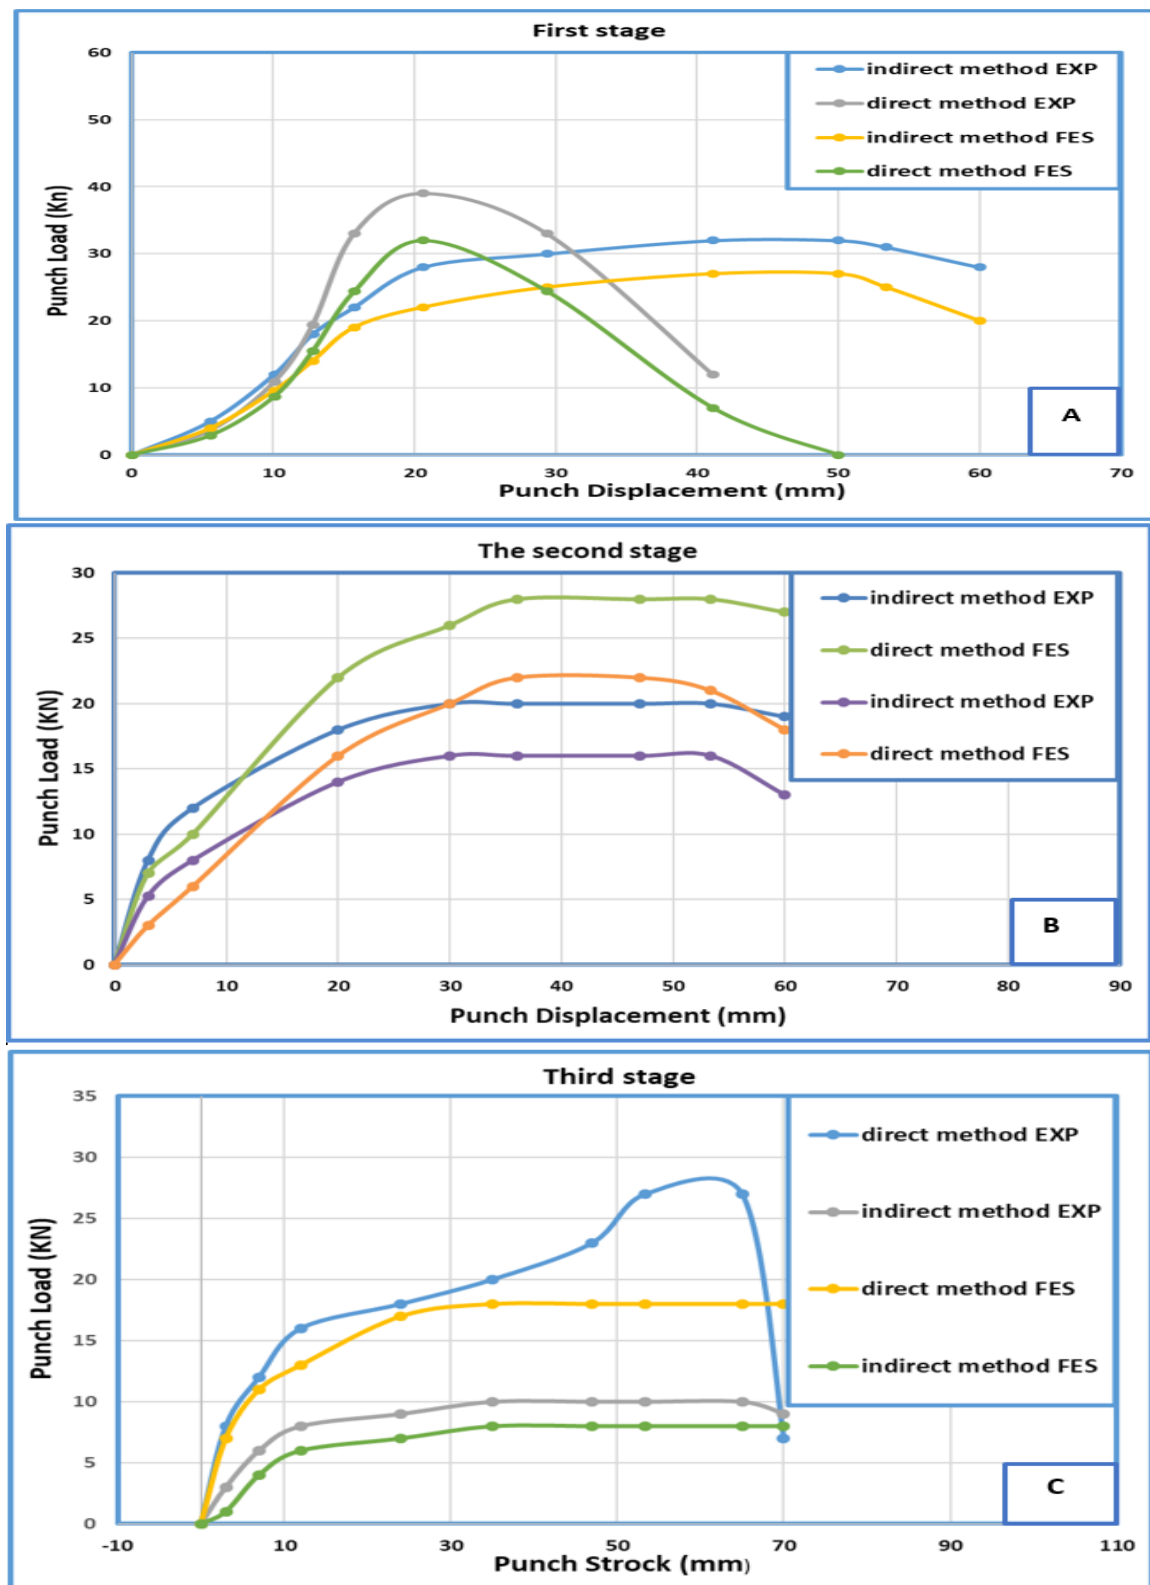 First stage
60
50
40
30
20
10
0
Punch Load (Kn)
indirect method EXP
direct method EXP
indirect method FES
direct method FES
A
0 10 20 30 40 50 60 70
Punch Displacement (mm)
The second stage
30
25
20
15
10
5
0
Punch Load (KN)
indirect method EXP
direct method FES
indirect method EXP
direct method FES
B
0 10 20 30 40 50 60 70 80 90
Punch Displacement (mm)
Third stage
35
30
25
20
15
10
5
0
Punch Load (KN)
direct method EXP
indirect method EXP
direct method FES
indirect method FES
C
-10 10 30 50 70 90 110
Punch Strock (mm)